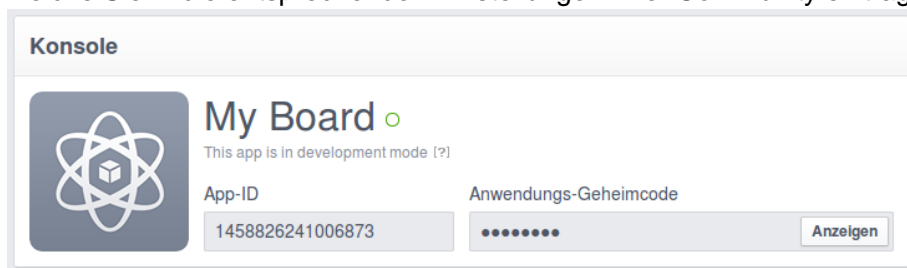 Konsole
My Board
This app is in development mode [?]
App-ID
Anwendungs-Geheimcode
1458826241006873
●●●●●●●●
Anzeigen